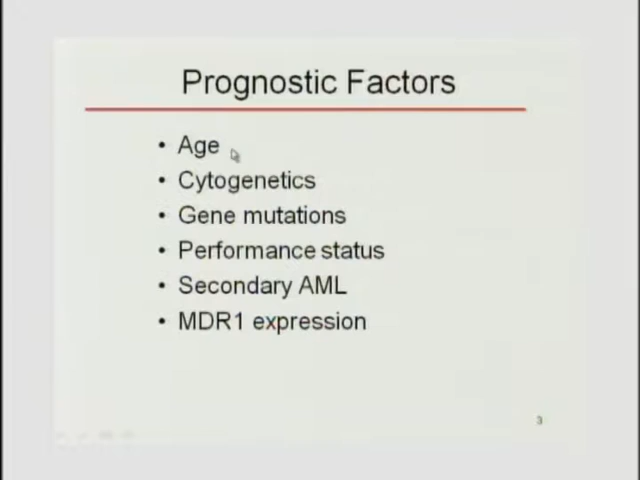 Prognostic Factors
• Age
• Cytogenetics
• Gene mutations
• Performance status
• Secondary AML
• MDR1 expression
3